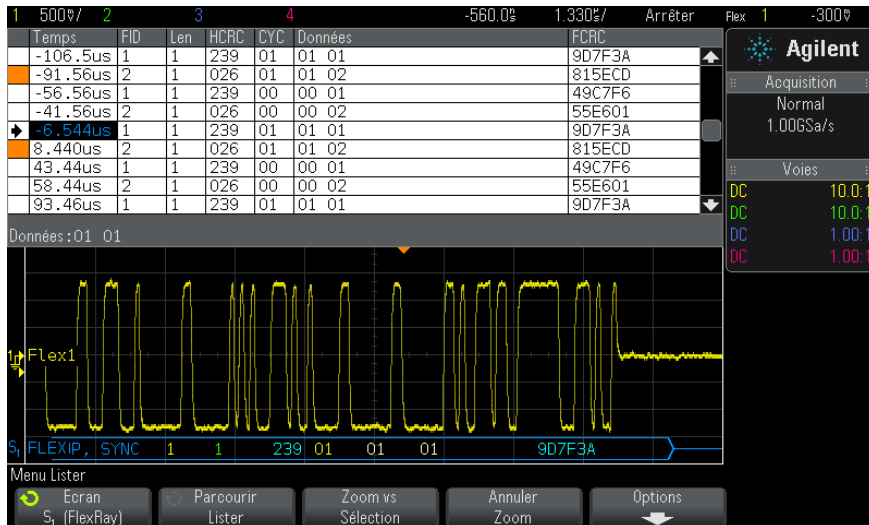 1 500▽/ 2 3 4 -560.0 1.330 / Arrêter Flex 1 -300▽
Temps FID Len HCRC CYC Données FCRC
-106.5us 1 1 239 01 01 01 9D7F3A
-91.56us 2 1 026 01 01 02 815ECD
-56.56us 1 1 239 00 00 01 49C7F6
-41.56us 2 1 026 00 00 02 55E601
-6.544us 1 1 239 01 01 01 9D7F3A
8.440us 2 1 026 01 01 02 815ECD
43.44us 1 1 239 00 00 01 49C7F6
58.44us 2 1 026 00 00 02 55E601
93.46us 1 1 239 01 01 01 9D7F3A
Données:01 01
Agilent
Acquisition
Normal
1.00GSa/s
Voies
DC 10.0:1
DC 10.0:1
DC 1.00:1
DC 1.00:1
1 Flex1
S1 FLEXIP, SYNC 1 1 239 01 01 01 9D7F3A
Menu Lister
Ecran
S1 (FlexRay)
Parcourir
Lister
Zoom vs
Sélection
Annuler
Zoom
Options